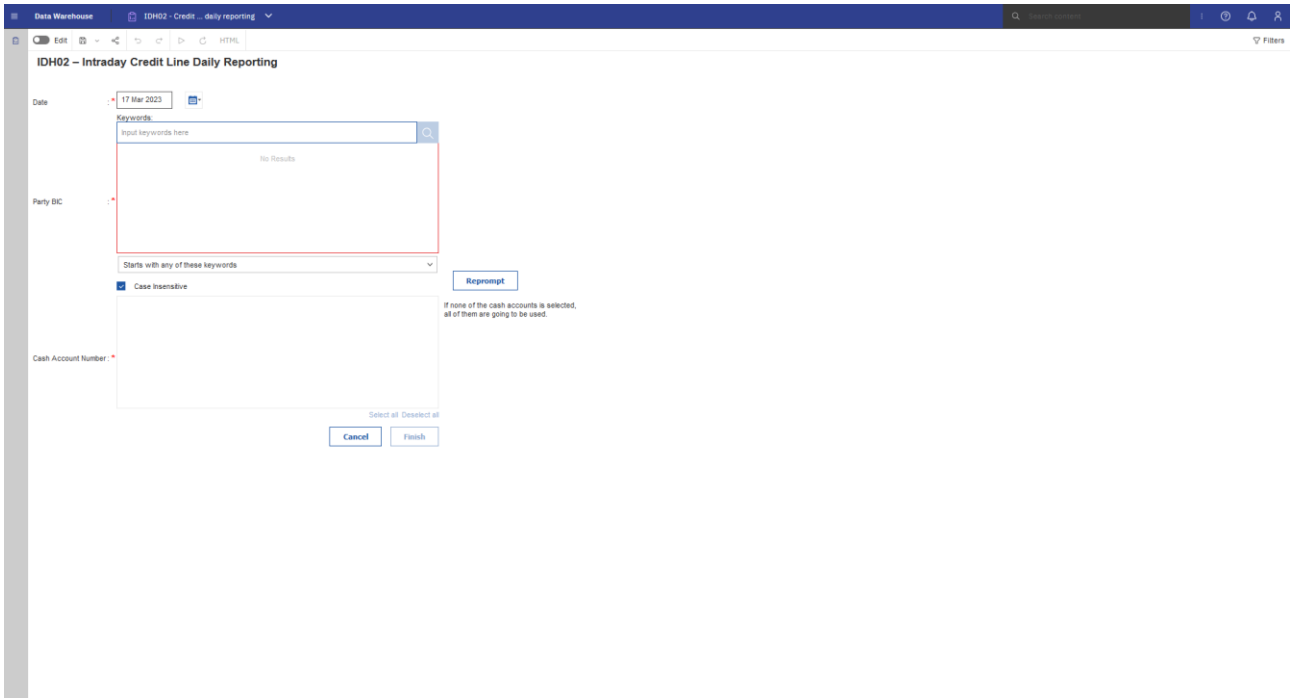 Data Warehouse
IDH02 - Credit ... daily reporting
Search content
Edit
HTML
Filters
IDH02 – Intraday Credit Line Daily Reporting
Date : *
17 Mar 2023
Keywords:
Input keywords here
No Results
Party BIC : *
Starts with any of these keywords
Reprompt
Case Insensitive
If none of the cash accounts is selected,
all of them are going to be used.
Cash Account Number : *
Select all Deselect all
Cancel
Finish